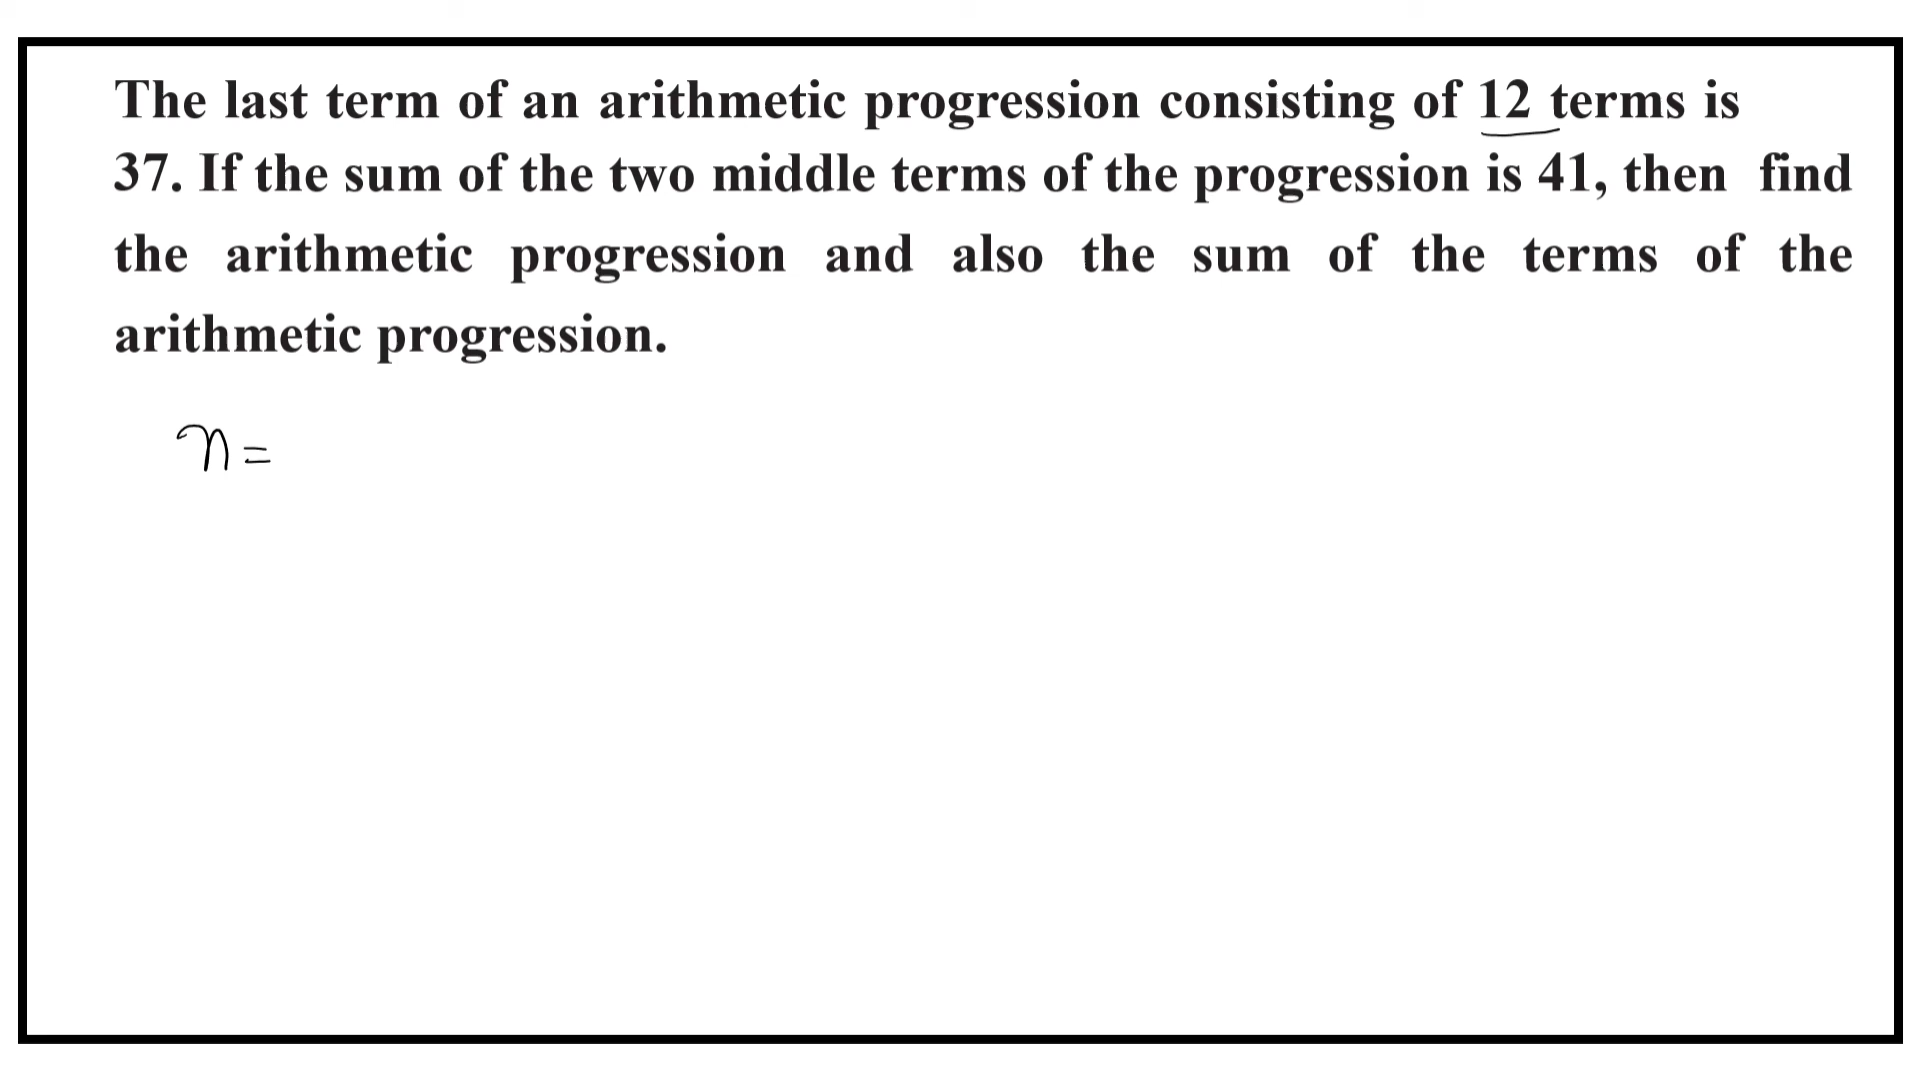 The last term of an arithmetic progression consisting of 12 terms is
37. If the sum of the two middle terms of the progression is 41, then find
the arithmetic progression and also the sum of the terms of the
arithmetic progression.
n =